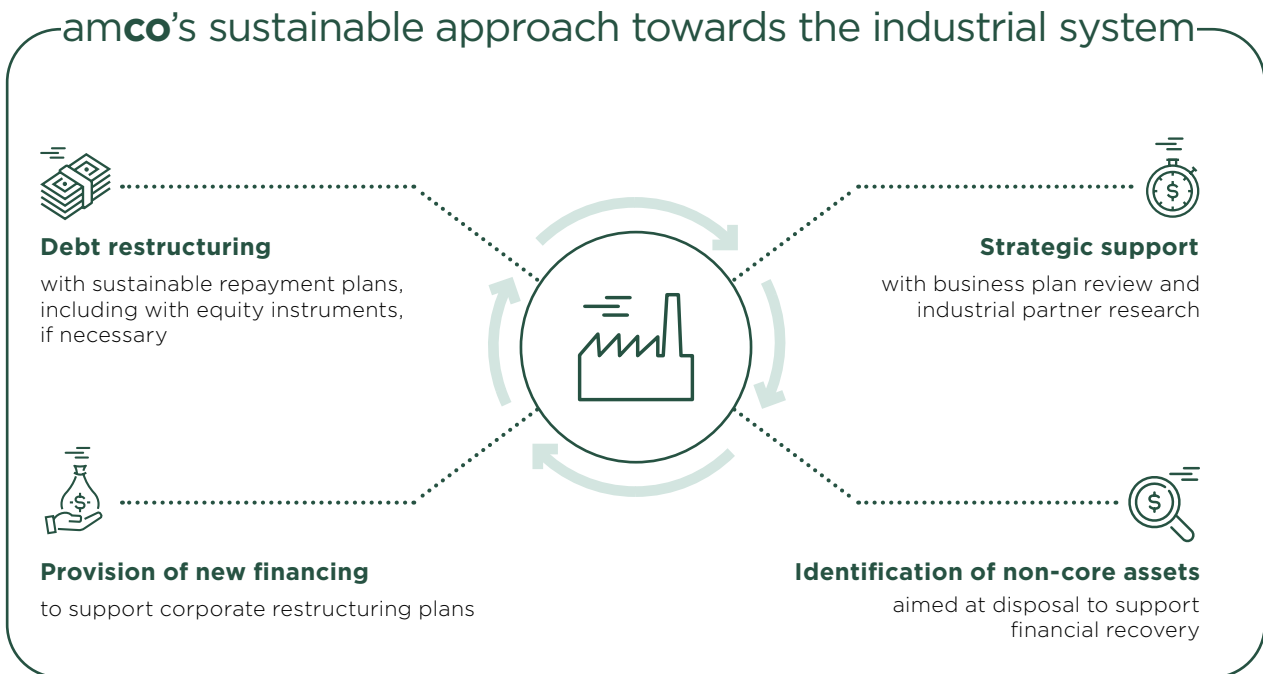 amco's sustainable approach towards the industrial system
Debt restructuring
with sustainable repayment plans,
including with equity instruments,
if necessary
Strategic support
with business plan review and
industrial partner research
Provision of new financing
to support corporate restructuring plans
Identification of non-core assets
aimed at disposal to support
financial recovery
$
$
$